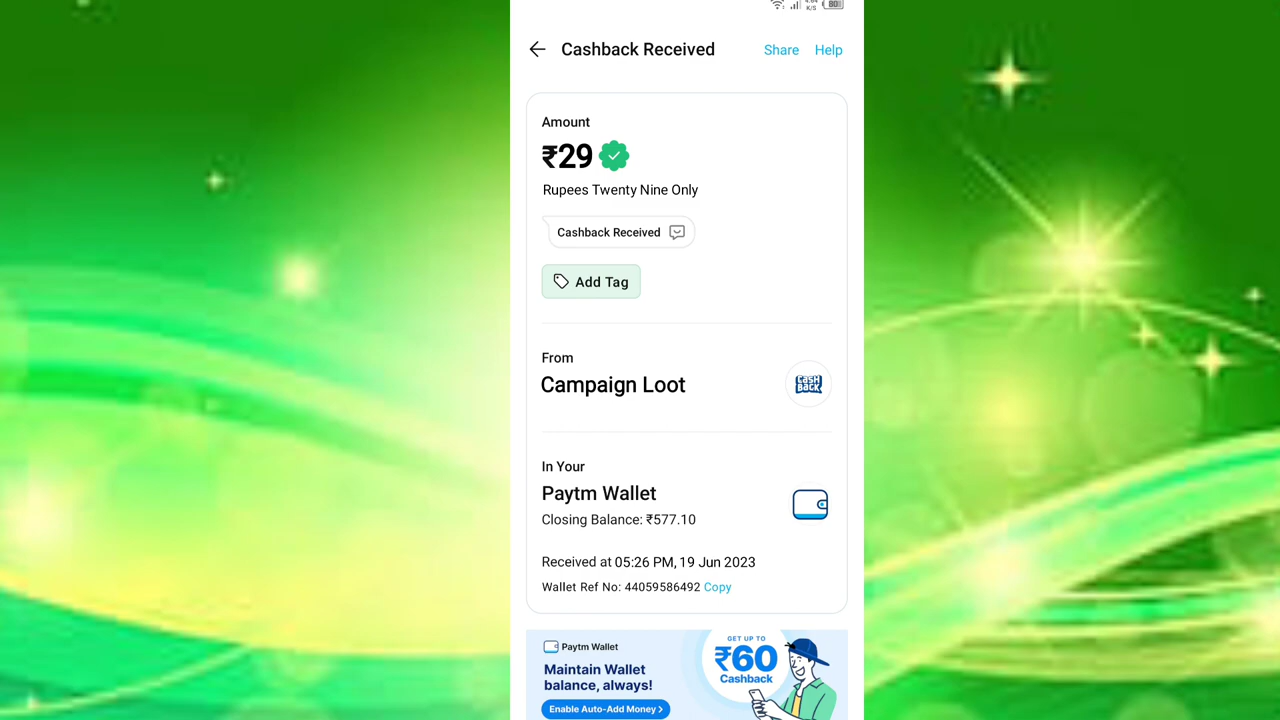 Cashback Received
Share
Help
Amount
₹29
Rupees Twenty Nine Only
Cashback Received
Add Tag
From
Campaign Loot
CASH
BACK
In Your
Paytm Wallet
Closing Balance: ₹577.10
Received at 05:26 PM, 19 Jun 2023
Wallet Ref No: 44059586492 Copy
Paytm Wallet
Maintain Wallet
balance, always!
Enable Auto-Add Money >
GET UP TO
₹60
Cashback